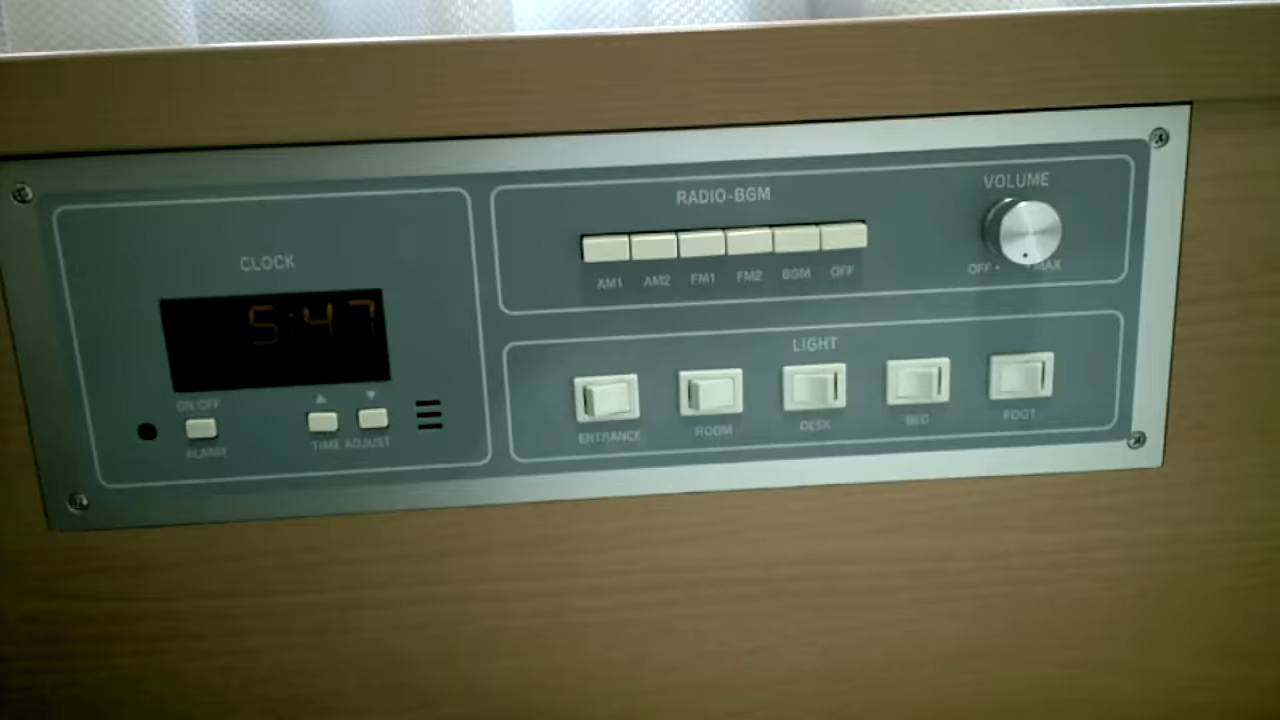 CLOCK
5:47
ON/OFF
ALARM
▲ ▼
TIME ADJUST
RADIO-BGM
AM1 AM2 FM1 FM2 BGM OFF
VOLUME
OFF • MAX
LIGHT
ENTRANCE ROOM DESK BED FOOT